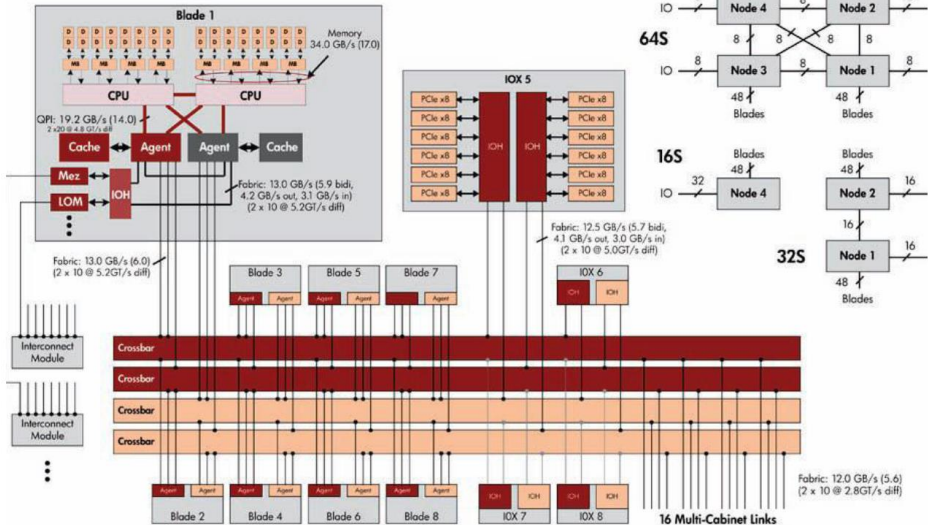 Blade 1
D D D D D D D D D D D D D D D D
D D D D D D D D D D D D D D D D
MB MB MB MB MB MB MB MB
Memory
34.0 GB/s (17.0)
CPU CPU
QPI: 19.2 GB/s (14.0)
2 x20 @ 4.8 GT/s diff
Cache Agent Agent Cache
Mez
LOM
IOH
Fabric: 13.0 GB/s (5.9 bidi,
4.2 GB/s out, 3.1 GB/s in)
(2 x 10 @ 5.2GT/s diff)
Fabric: 13.0 GB/s (6.0)
(2 x 10 @ 5.2GT/s diff)
IOX 5
PCIe x8 PCIe x8
PCIe x8 PCIe x8
PCIe x8 PCIe x8
IOH IOH
PCIe x8 PCIe x8
PCIe x8 PCIe x8
PCIe x8 PCIe x8
Fabric: 12.5 GB/s (5.7 bidi,
4.1 GB/s out, 3.0 GB/s in)
(2 x 10 @ 5.0GT/s diff)
IO Node 4 Node 2
64S
8 8 8 8
IO 8 Node 3 8 Node 1 8
48 48
Blades Blades
16S
Blades Blades
48 48
IO 32 Node 4
Node 2 16
16
32S
Node 1 16
48
Blades
Blade 3 Blade 5 Blade 7 IOX 6
Agent Agent Agent Agent Agent IOH IOH
Interconnect
Module
Interconnect
Module
Crossbar
Crossbar
Crossbar
Crossbar
Agent Agent Agent Agent Agent Agent Agent Agent IOH IOH IOH IOH
Blade 2 Blade 4 Blade 6 Blade 8 IOX 7 IOX 8
16 Multi-Cabinet Links
Fabric: 12.0 GB/s (5.6)
(2 x 10 @ 2.8GT/s diff)